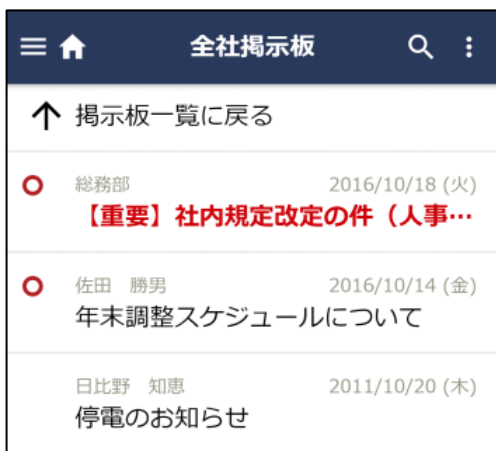 全社掲示板
掲示板一覧に戻る
総務部 2016/10/18 (火)
【重要】社内規定改定の件（人事…
佐田　勝男 2016/10/14 (金)
年末調整スケジュールについて
日比野　知恵 2011/10/20 (木)
停電のお知らせ